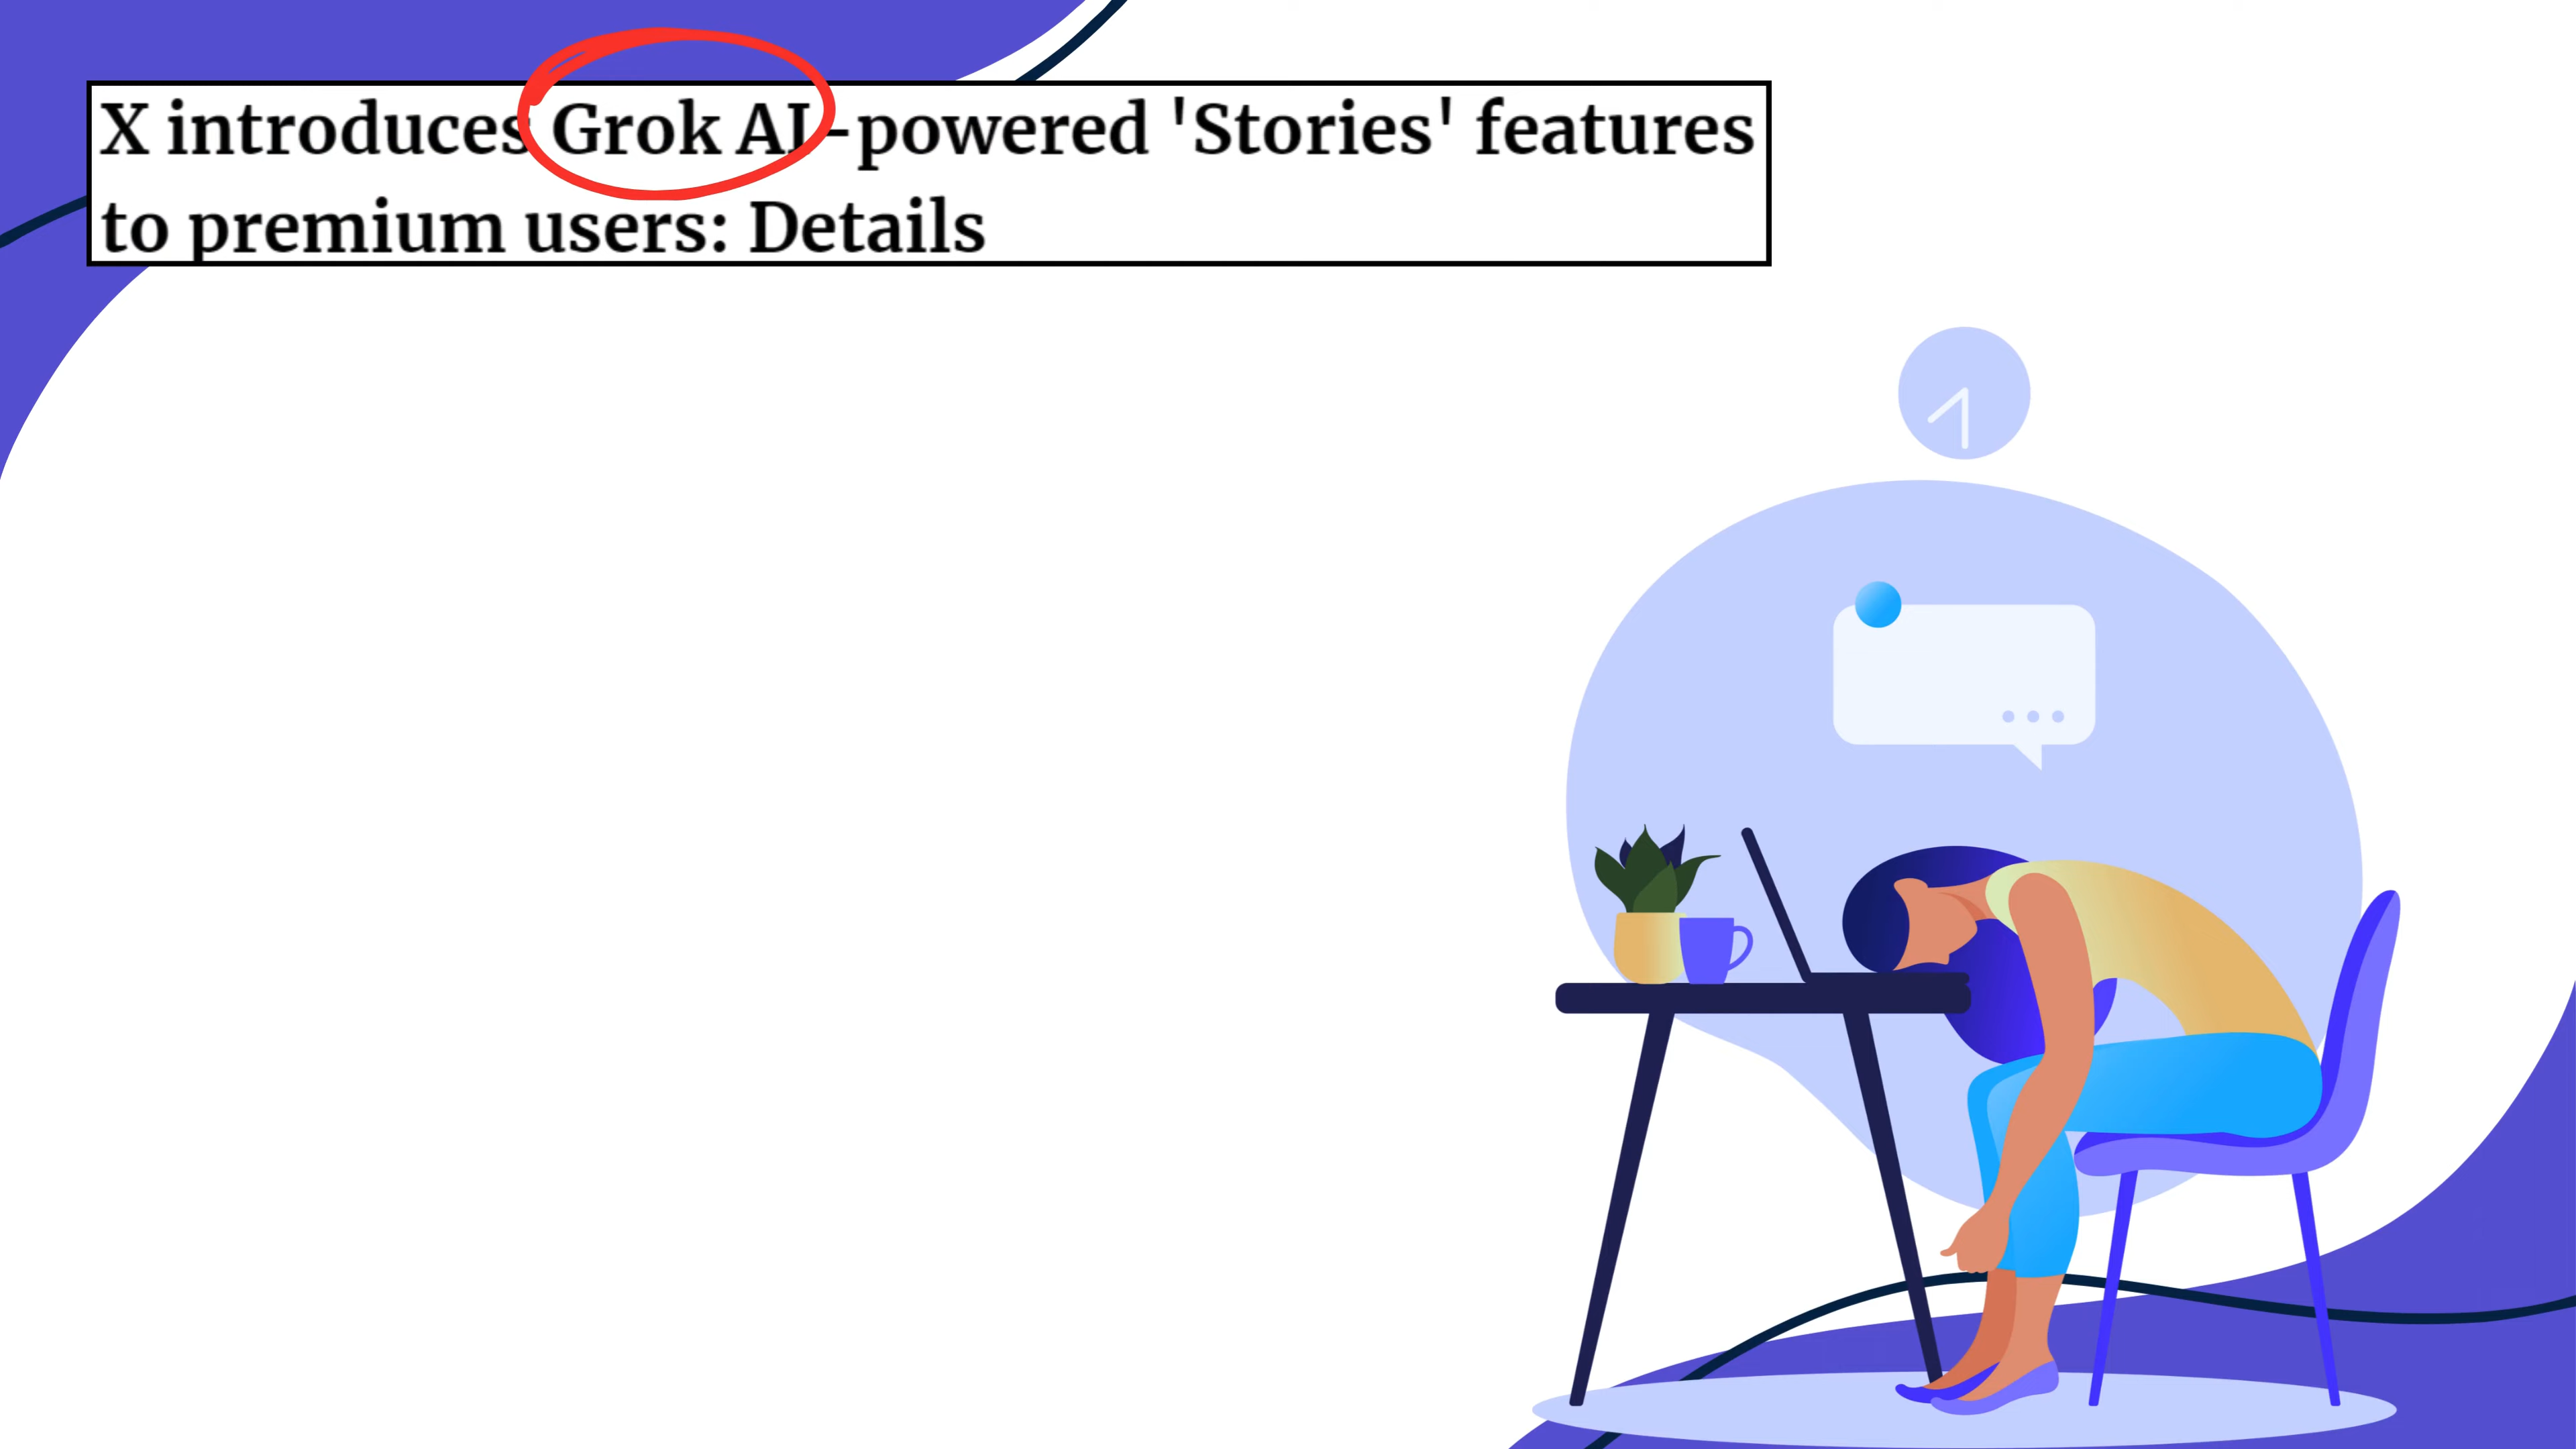 X introduces Grok AI-powered 'Stories' features
to premium users: Details